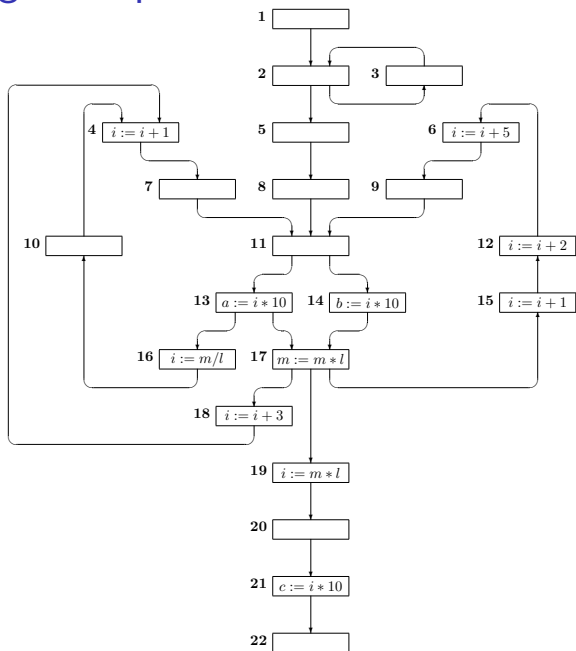 1
2 3
4 i := i + 1 5 6 i := i + 5
7 8 9
10 11 12 i := i + 2
13 a := i ∗ 10 14 b := i ∗ 10 15 i := i + 1
16 i := m/l 17 m := m ∗ l
18 i := i + 3
19 i := m ∗ l
20
21 c := i ∗ 10
22